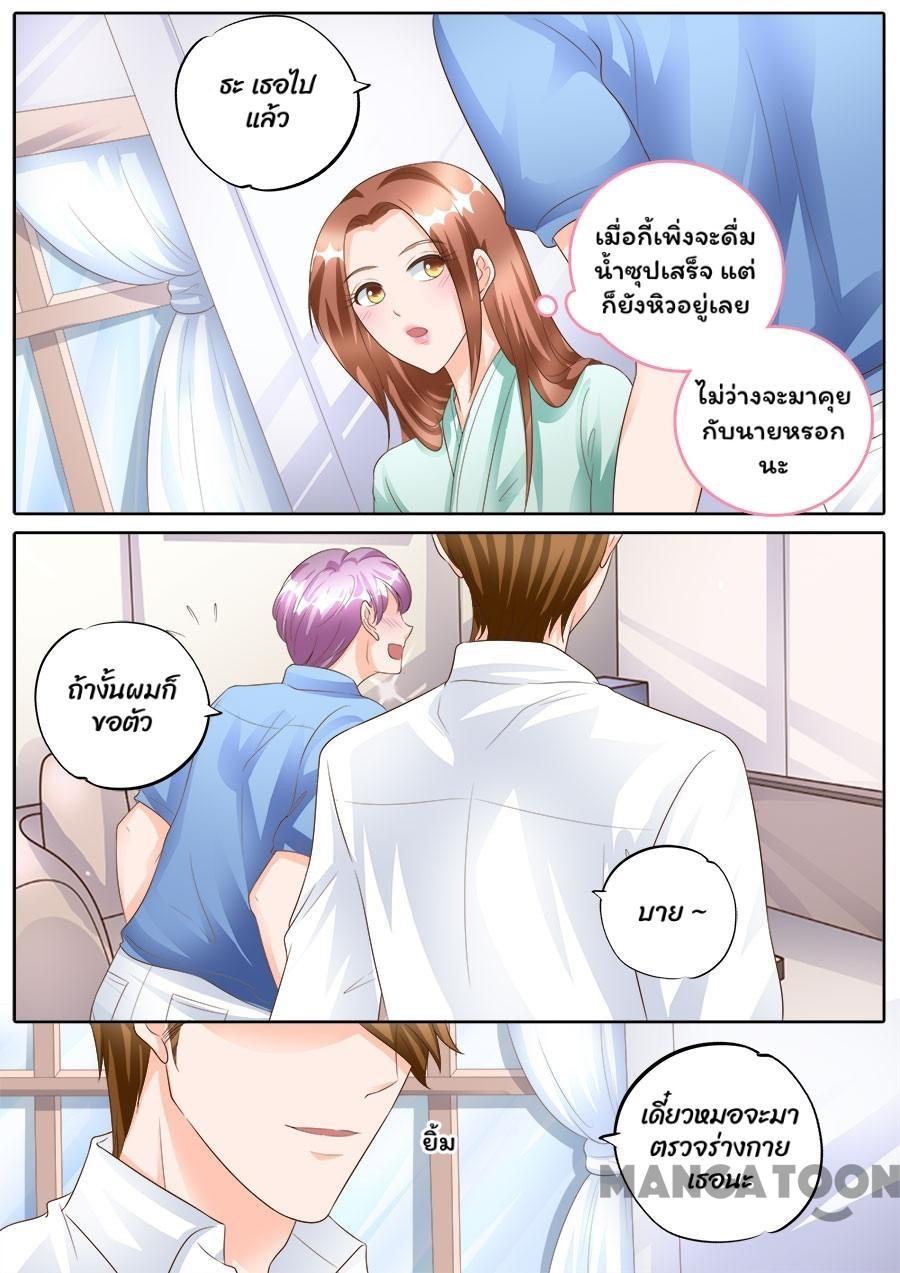 ธะ เธอไป
แล้ว
เมื่อกี้เพิ่งจะดื่ม
น้ำซุปเสร็จ แต่
ก็ยังหิวอยู่เลย
ไม่ว่างจะมาคุย
กับนายหรอก
นะ
ถ้างั้นผมก็
ขอตัว
บาย ~
ยิ้ม
เดี๋ยวหมอจะมา
ตรวจร่างกาย
เธอนะ
MANGATOON